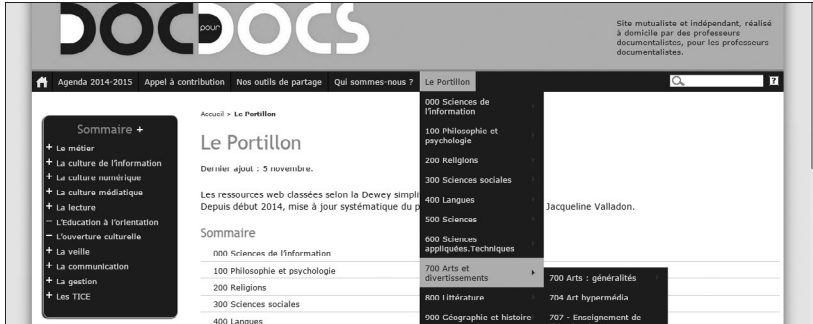 DOC pour DOCS
Site mutualiste et indépendant, réalisé
à domicile par des professeurs
documentalistes, pour les professeurs
documentalistes.
Agenda 2014-2015 Appel à contribution Nos outils de partage Qui sommes-nous ? Le Portillon
?
Sommaire +
+ Le métier
+ La culture de l'information
+ La culture numérique
+ La culture médiatique
+ La lecture
− L'Education à l'orientation
− L'ouverture culturelle
+ La veille
+ La communication
+ La gestion
+ Les TICE
Accueil > Le Portillon
Le Portillon
Dernier ajout : 5 novembre.
Les ressources web classées selon la Dewey simpli
Depuis début 2014, mise à jour systématique du p
Jacqueline Valladon.
Sommaire
000 Sciences de l'information
100 Philosophie et psychologie
200 Religions
300 Sciences sociales
400 Langues
000 Sciences de
l'information
100 Philosophie et
psychologie
200 Religions
300 Sciences sociales
400 Langues
500 Sciences
600 Sciences
appliquées.Techniques
700 Arts et
divertissements
800 Littérature
900 Géographie et histoire
700 Arts : généralités
704 Art hypermédia
707 - Enseignement de